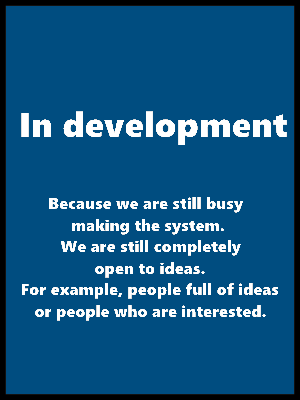 In development
Because we are still busy
making the system.
We are still completely
open to ideas.
For example, people full of ideas
or people who are interested.